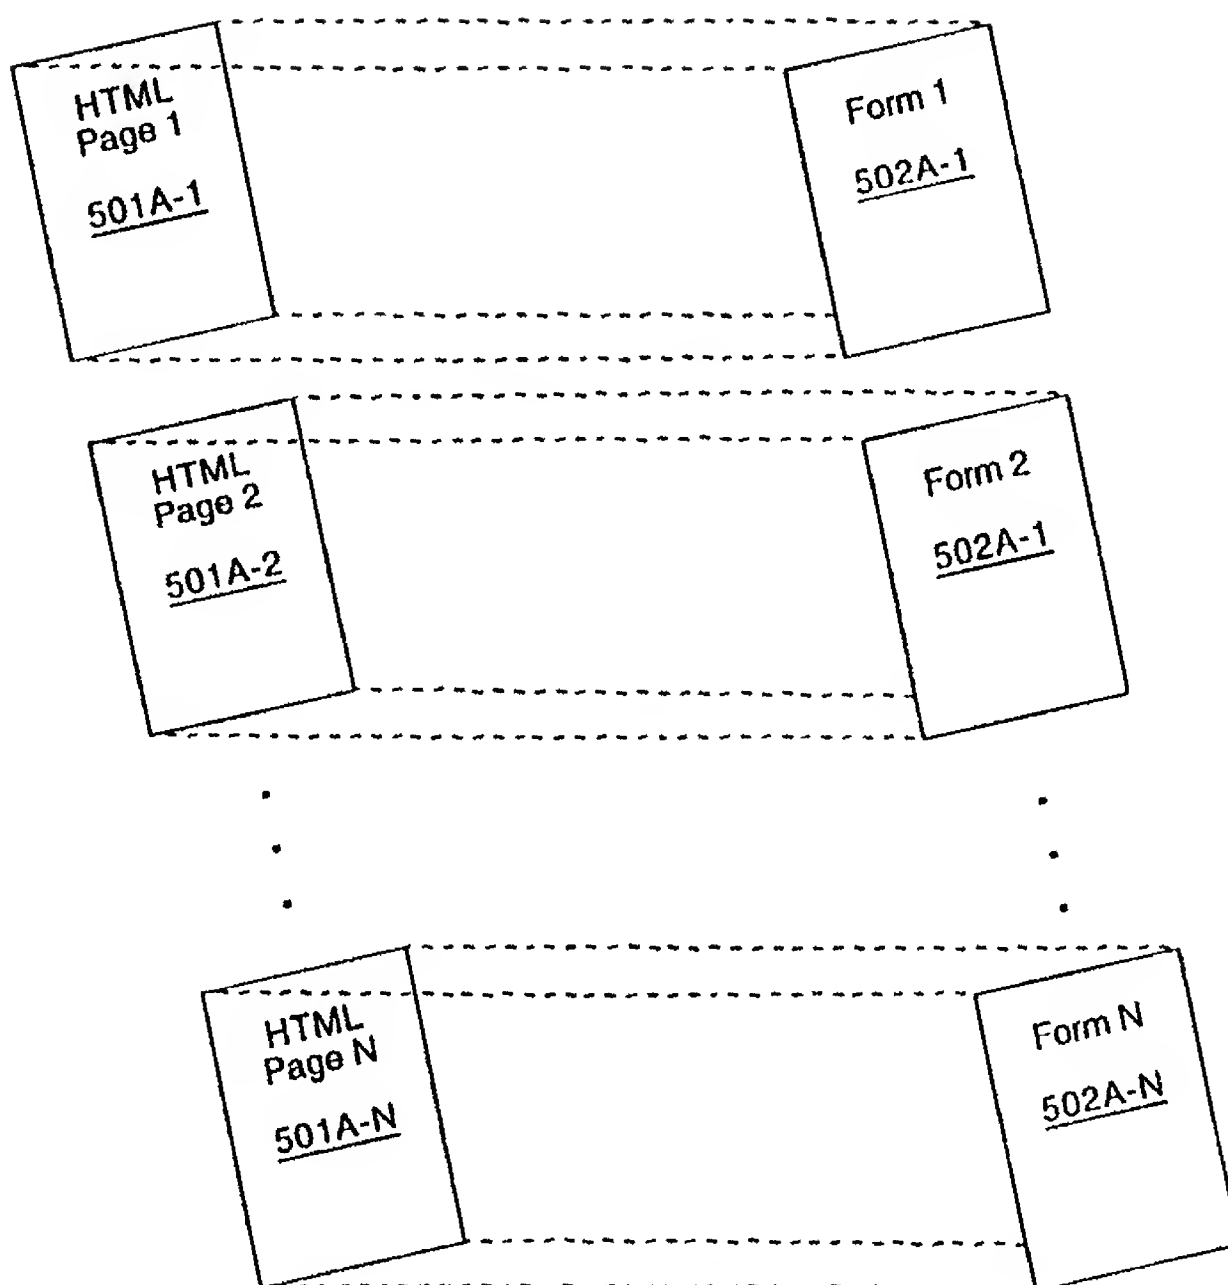 HTML
Page 1
501A-1
Form 1
502A-1
HTML
Page 2
501A-2
Form 2
502A-1
HTML
Page N
501A-N
Form N
502A-N